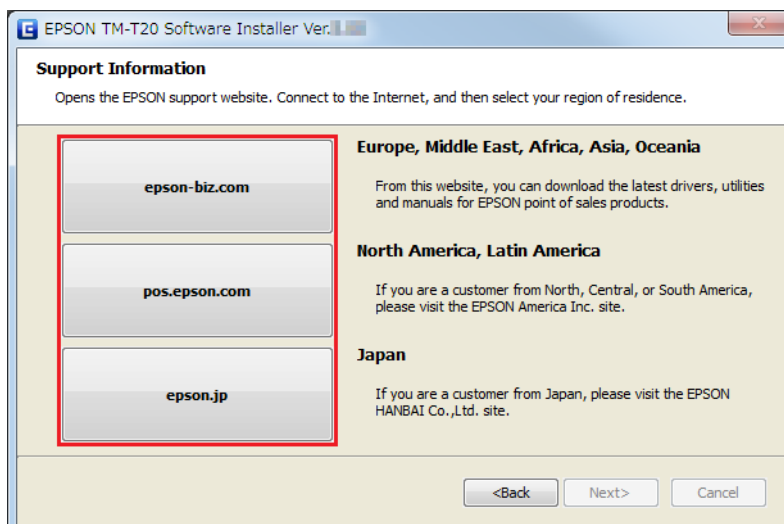 EPSON TM-T20 Software Installer Ver.
Support Information
Opens the EPSON support website. Connect to the Internet, and then select your region of residence.
epson-biz.com
Europe, Middle East, Africa, Asia, Oceania
From this website, you can download the latest drivers, utilities
and manuals for EPSON point of sales products.
pos.epson.com
North America, Latin America
If you are a customer from North, Central, or South America,
please visit the EPSON America Inc. site.
epson.jp
Japan
If you are a customer from Japan, please visit the EPSON
HANBAI Co.,Ltd. site.
<Back Next> Cancel